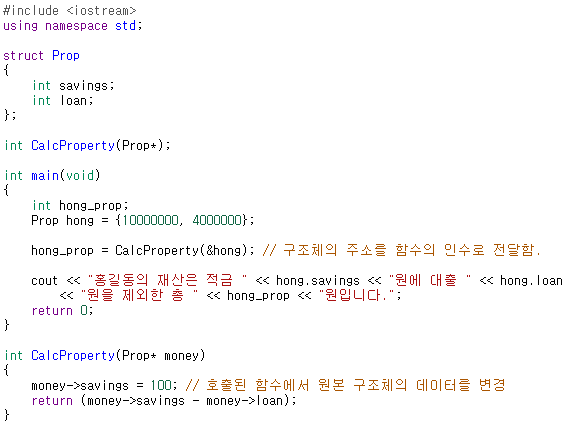 #include <iostream>
using namespace std;
struct Prop
{
int savings;
int loan;
};
int CalcProperty(Prop*);
int main(void)
{
int hong_prop;
Prop hong = {10000000, 4000000};
hong_prop = CalcProperty(&hong); // 구조체의 주소를 함수의 인수로 전달함.
cout << "홍길동의 재산은 적금 " << hong.savings << "원에 대출 " << hong.loan
<< "원을 제외한 총 " << hong_prop << "원입니다.";
return 0;
}
int CalcProperty(Prop* money)
{
money->savings = 100; // 호출된 함수에서 원본 구조체의 데이터를 변경
return (money->savings - money->loan);
}